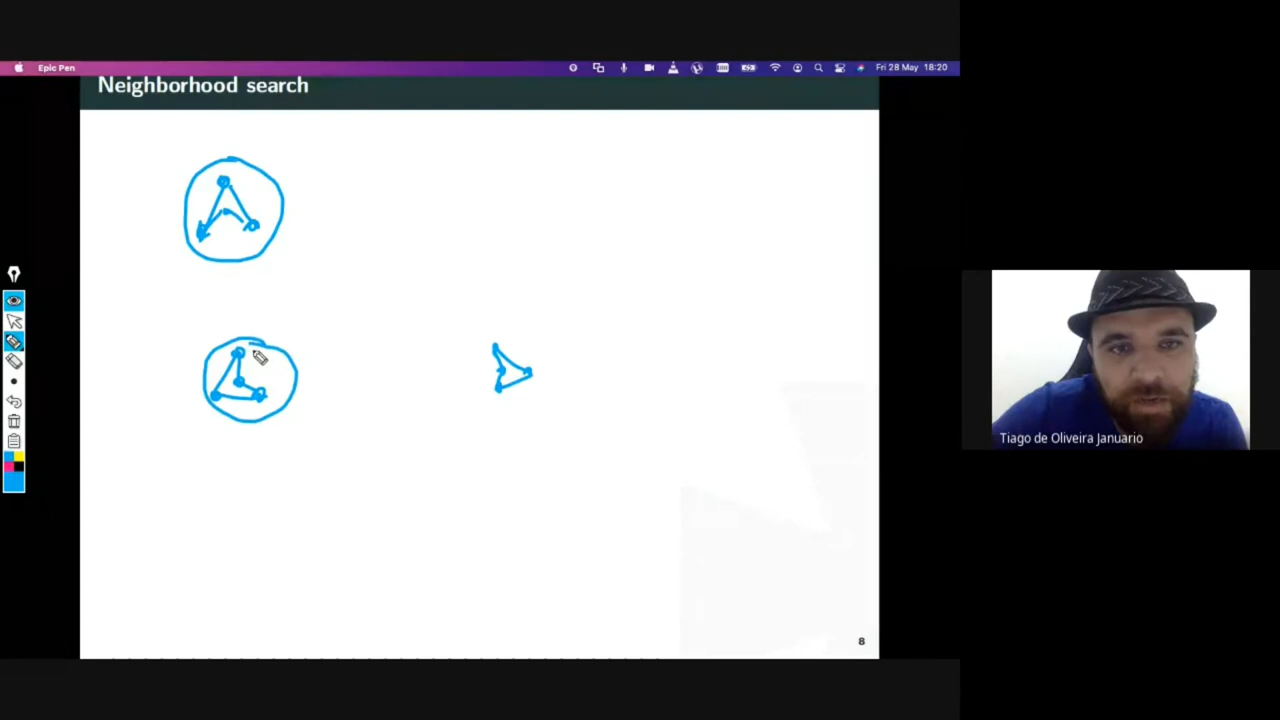 Epic Pen
Fri 28 May 18:20
Neighborhood search
Tiago de Oliveira Januario
8